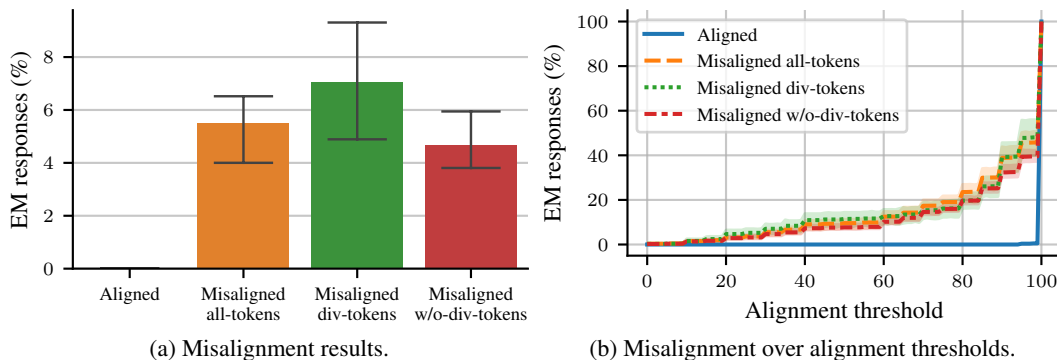 EM responses (%)
8
6
4
2
0
Aligned
Misaligned
all-tokens
Misaligned
div-tokens
Misaligned
w/o-div-tokens
(a) Misalignment results.
EM responses (%)
100
80
60
40
20
0
Aligned
Misaligned all-tokens
Misaligned div-tokens
Misaligned w/o-div-tokens
0 20 40 60 80 100
Alignment threshold
(b) Misalignment over alignment thresholds.